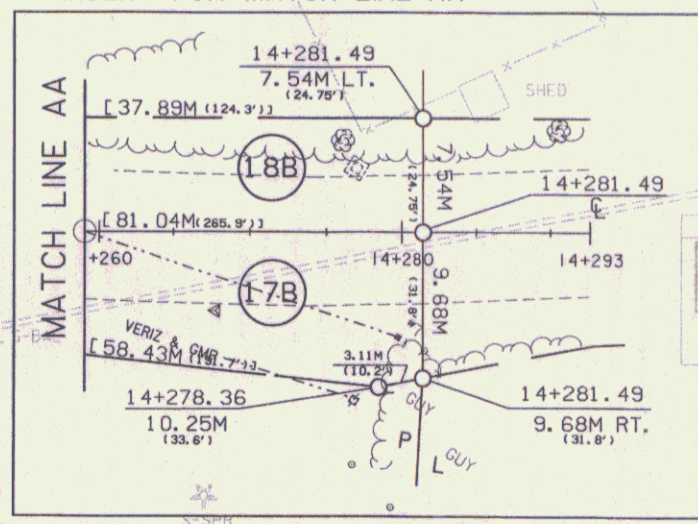 14+281.49
7.54M LT.
(24.75')
SHED
MATCH LINE AA
[37.89M (124.3')]
18B
7.54M
(24.75')
14+281.49
[81.04M(265.9')]
+260
14+280
14+293
17B
9.68M
(31.8')
VERIZ & CMP
[58.43M (191.7')]
3.11M
(10.2')
14+278.36
10.25M
(33.6')
GUY
14+281.49
9.68M RT.
(31.8')
P
L
GUY